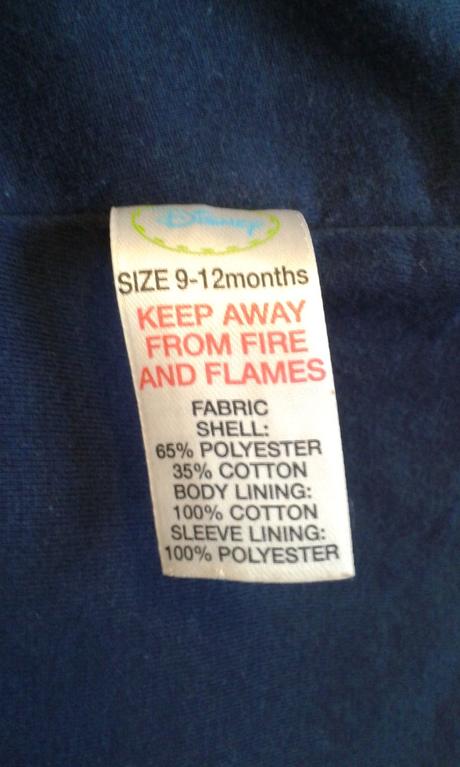 Disney
SIZE 9-12months
KEEP AWAY
FROM FIRE
AND FLAMES
FABRIC
SHELL:
65% POLYESTER
35% COTTON
BODY LINING:
100% COTTON
SLEEVE LINING:
100% POLYESTER